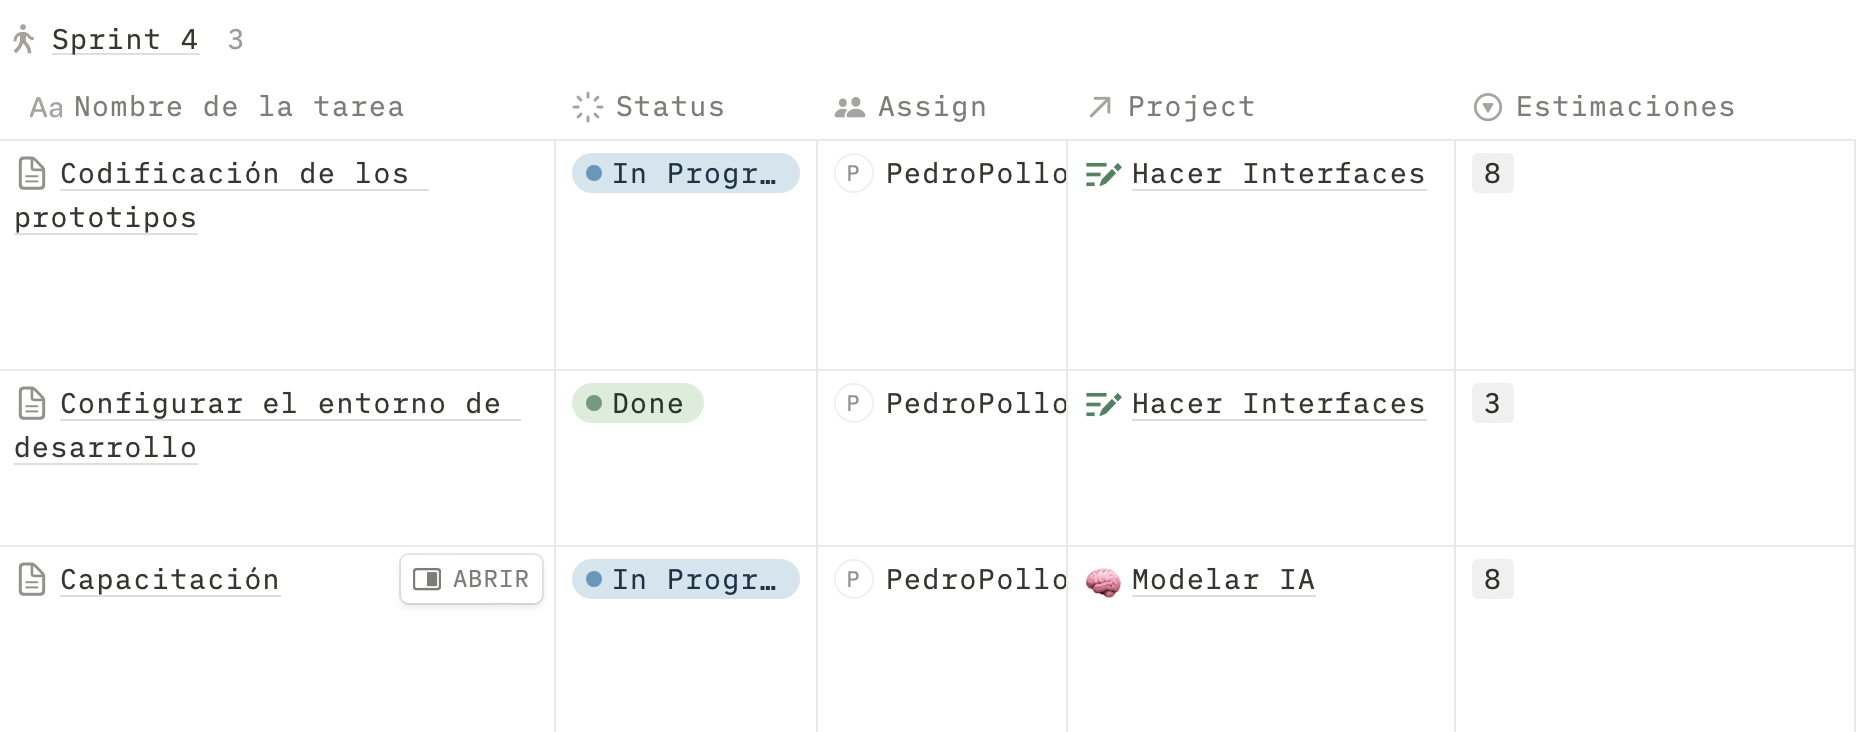 Sprint 4 3
Aa Nombre de la tarea Status Assign Project Estimaciones
Codificación de los In Progr… P PedroPollo Hacer Interfaces 8
prototipos
Configurar el entorno de Done P PedroPollo Hacer Interfaces 3
desarrollo
Capacitación ABRIR In Progr… P PedroPollo Modelar IA 8